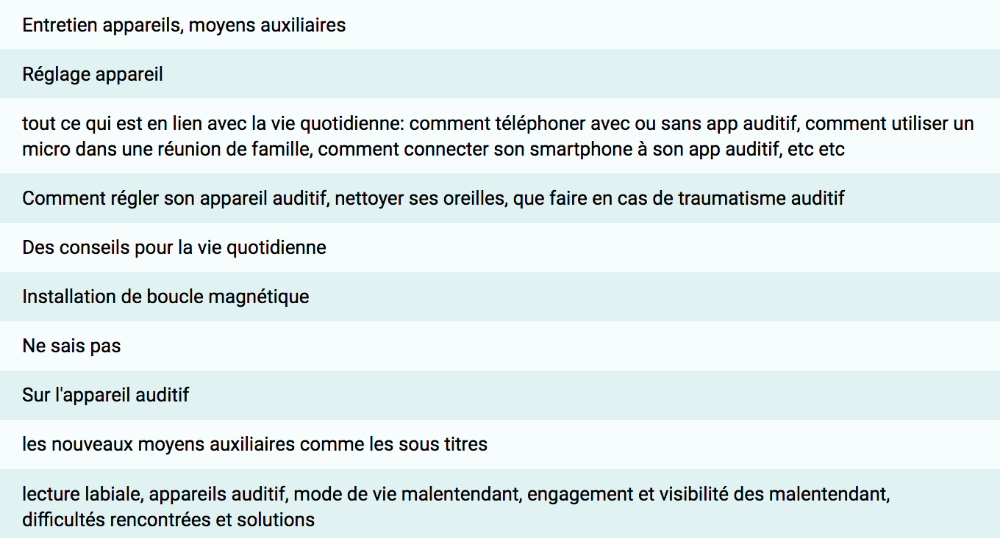 Entretien appareils, moyens auxiliaires
Réglage appareil
tout ce qui est en lien avec la vie quotidienne: comment téléphoner avec ou sans app auditif, comment utiliser un
micro dans une réunion de famille, comment connecter son smartphone à son app auditif, etc etc
Comment régler son appareil auditif, nettoyer ses oreilles, que faire en cas de traumatisme auditif
Des conseils pour la vie quotidienne
Installation de boucle magnétique
Ne sais pas
Sur l'appareil auditif
les nouveaux moyens auxiliaires comme les sous titres
lecture labiale, appareils auditif, mode de vie malentendant, engagement et visibilité des malentendant,
difficultés rencontrées et solutions